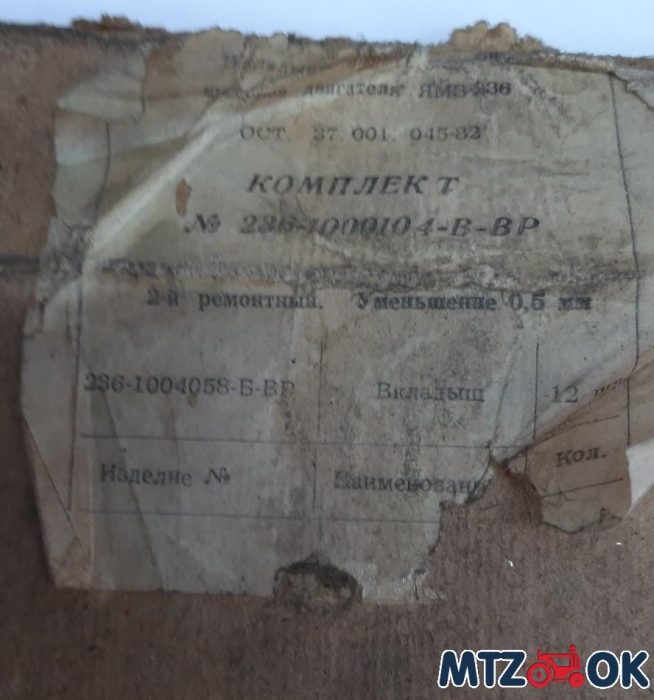 двигателя ЯМЗ-236
ОСТ. 37. 001. 045-82
КОМПЛЕКТ
№ 236-1000104-В-ВР
2-й ремонтный. Уменьшение 0,5 мм
236-1004058-Б-ВР Вкладыш 12
Изделие № Наименован Кол.
MTZ OK